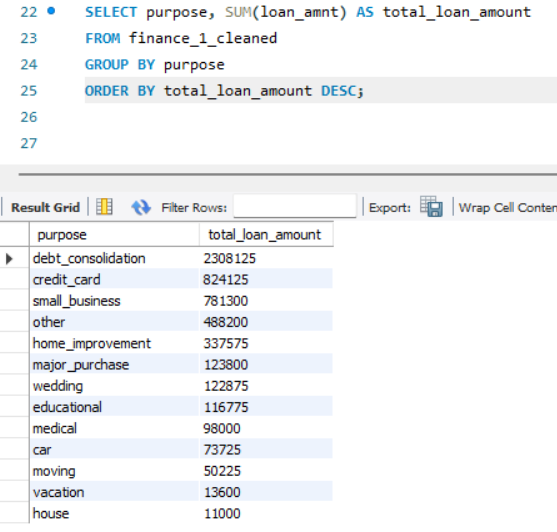 22 SELECT purpose, SUM(loan_amnt) AS total_loan_amount
23 FROM finance_1_cleaned
24 GROUP BY purpose
25 ORDER BY total_loan_amount DESC;
26
27
Result Grid Filter Rows: Export: Wrap Cell Conten
purpose total_loan_amount
debt_consolidation 2308125
credit_card 824125
small_business 781300
other 488200
home_improvement 337575
major_purchase 123800
wedding 122875
educational 116775
medical 98000
car 73725
moving 50225
vacation 13600
house 11000